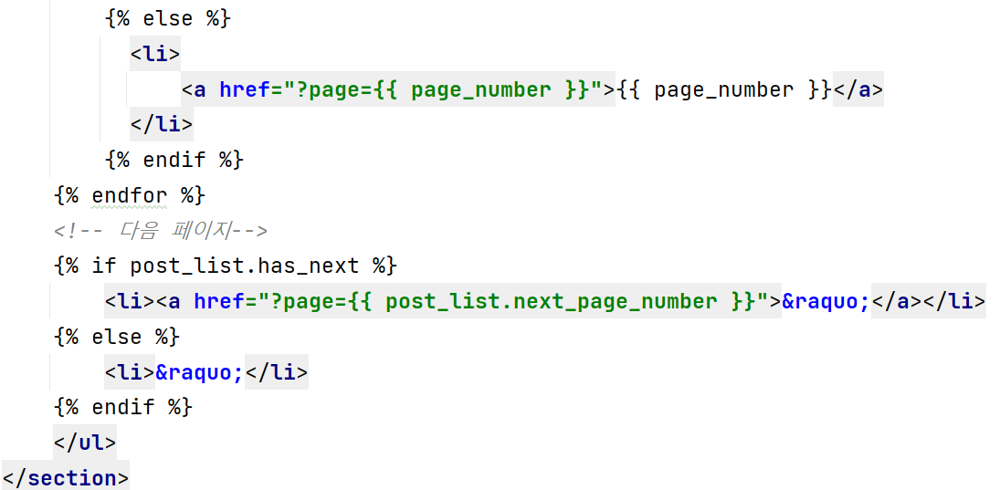 {% else %}
<li>
<a href="?page={{ page_number }}">{{ page_number }}</a>
</li>
{% endif %}
{% endfor %}
<!-- 다음 페이지-->
{% if post_list.has_next %}
<li><a href="?page={{ post_list.next_page_number }}">&raquo;</a></li>
{% else %}
<li>&raquo;</li>
{% endif %}
</ul>
</section>